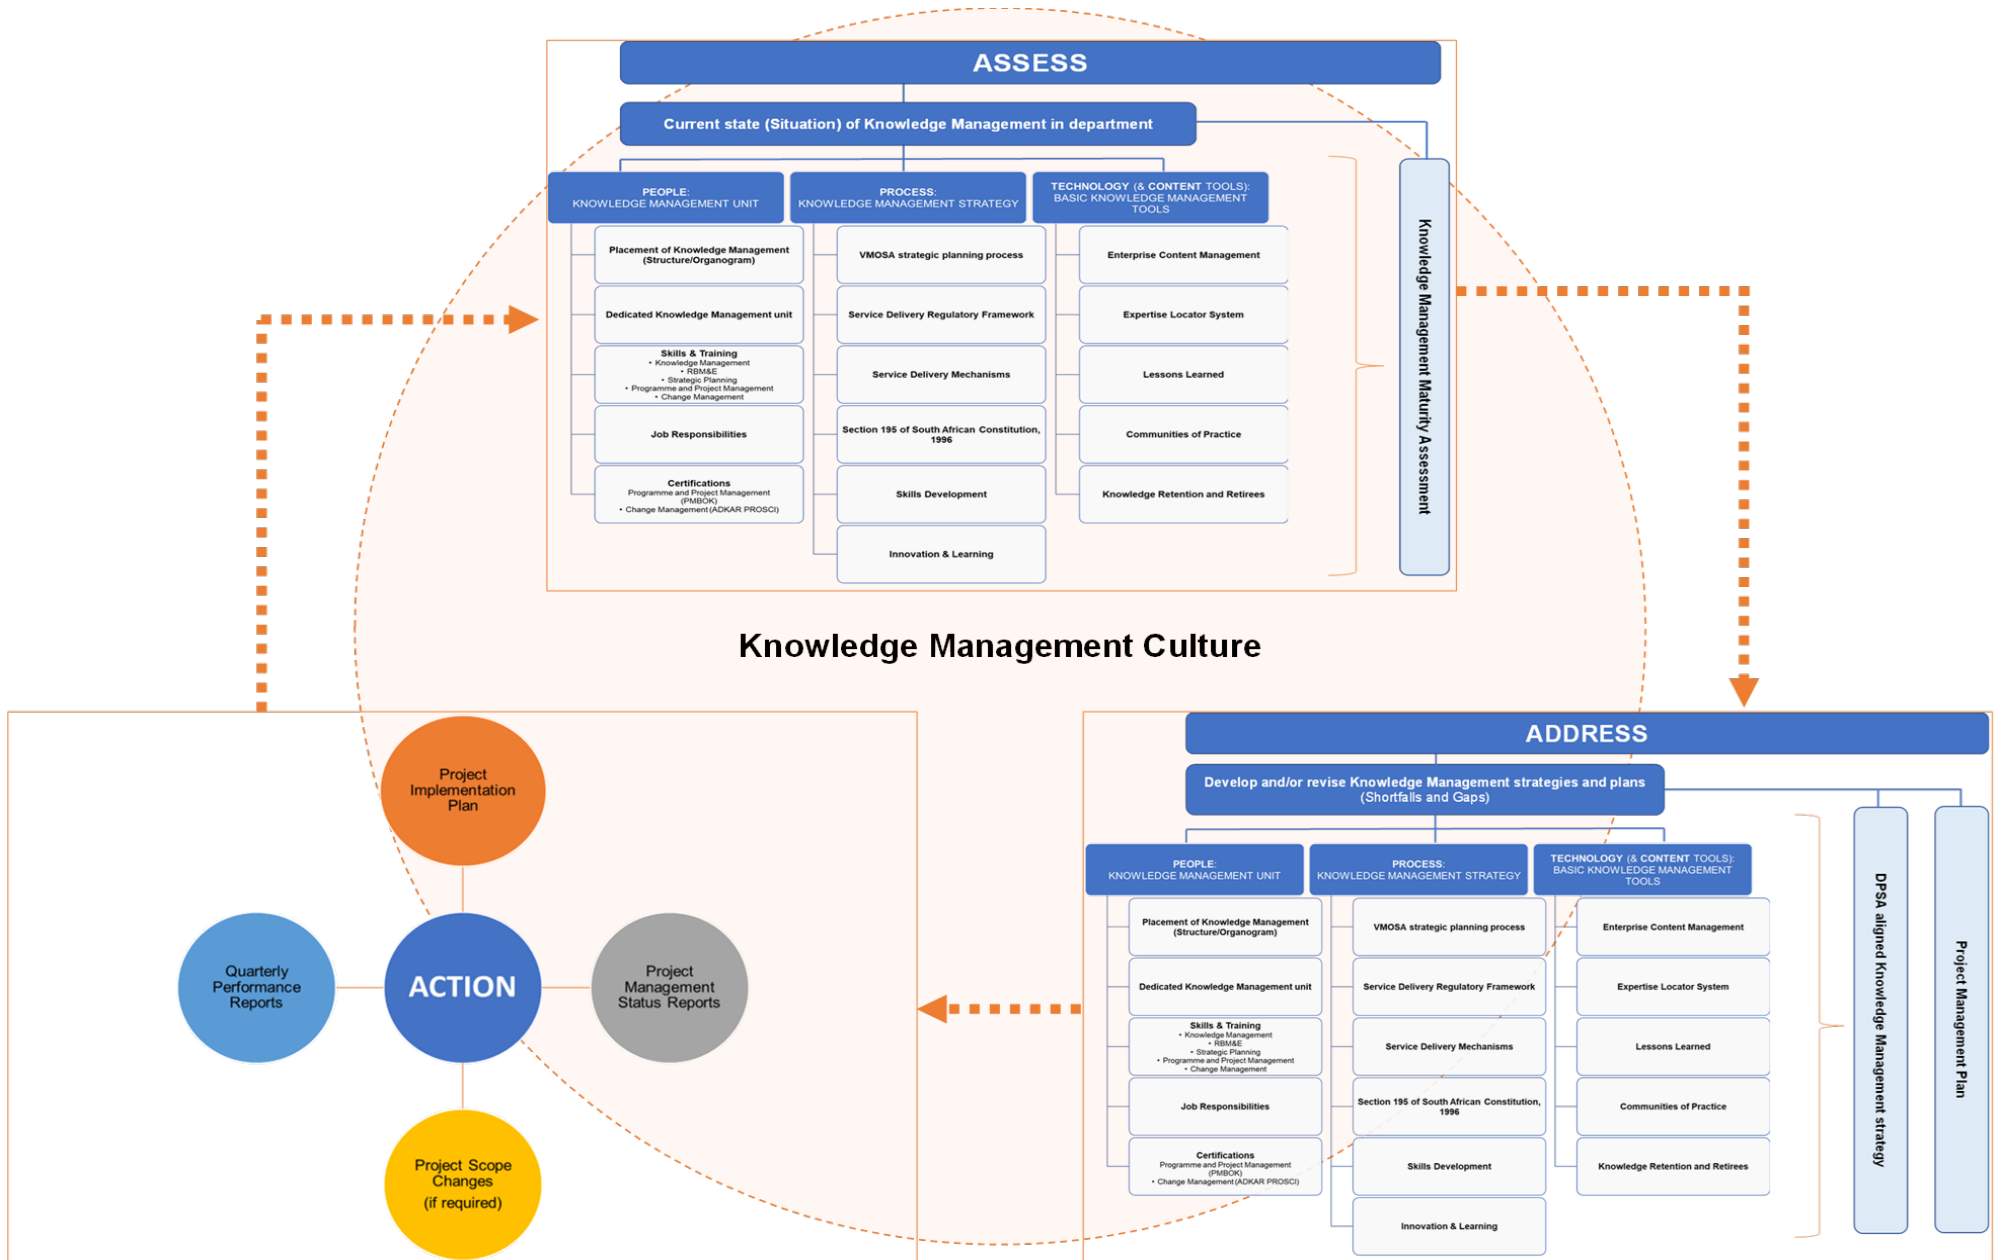 ASSESS
Current state (Situation) of Knowledge Management in department
PEOPLE:
KNOWLEDGE MANAGEMENT UNIT
Placement of Knowledge Management
(Structure/Organogram)
Dedicated Knowledge Management unit
Skills & Training
• Knowledge Management
• RBM&E
• Strategic Planning
• Programme and Project Management
• Change Management
Job Responsibilities
Certifications
Programme and Project Management
(PMBOK)
• Change Management (ADKAR PROSCI)
PROCESS:
KNOWLEDGE MANAGEMENT STRATEGY
VMOSA strategic planning process
Service Delivery Regulatory Framework
Service Delivery Mechanisms
Section 195 of South African Constitution,
1996
Skills Development
Innovation & Learning
TECHNOLOGY (& CONTENT TOOLS):
BASIC KNOWLEDGE MANAGEMENT
TOOLS
Enterprise Content Management
Expertise Locator System
Lessons Learned
Communities of Practice
Knowledge Retention and Retirees
Knowledge Management Maturity Assessment
Knowledge Management Culture
ADDRESS
Develop and/or revise Knowledge Management strategies and plans
(Shortfalls and Gaps)
PEOPLE:
KNOWLEDGE MANAGEMENT UNIT
Placement of Knowledge Management
(Structure/Organogram)
Dedicated Knowledge Management unit
Skills & Training
• Knowledge Management
• RBM&E
• Strategic Planning
• Programme and Project Management
• Change Management
Job Responsibilities
Certifications
Programme and Project Management
(PMBOK)
• Change Management (ADKAR PROSCI)
PROCESS:
KNOWLEDGE MANAGEMENT STRATEGY
VMOSA strategic planning process
Service Delivery Regulatory Framework
Service Delivery Mechanisms
Section 195 of South African Constitution,
1996
Skills Development
Innovation & Learning
TECHNOLOGY (& CONTENT TOOLS):
BASIC KNOWLEDGE MANAGEMENT
TOOLS
Enterprise Content Management
Expertise Locator System
Lessons Learned
Communities of Practice
Knowledge Retention and Retirees
DPSA aligned Knowledge Management strategy
Project Management Plan
Project
Implementation
Plan
Quarterly
Performance
Reports
ACTION
Project
Management
Status Reports
Project Scope
Changes
(if required)